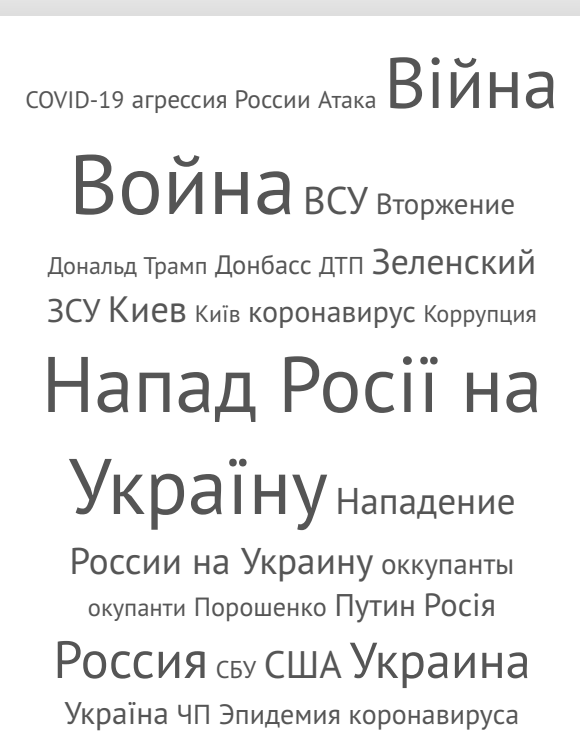 COVID-19 агрессия России Атака Війна
Война ВСУ Вторжение
Дональд Трамп Донбасс ДТП Зеленский
ЗСУ Киев Київ коронавирус Коррупция
Напад Росії на
Україну Нападение
России на Украину оккупанты
окупанти Порошенко Путин Росія
Россия СБУ США Украина
Україна ЧП Эпидемия коронавируса